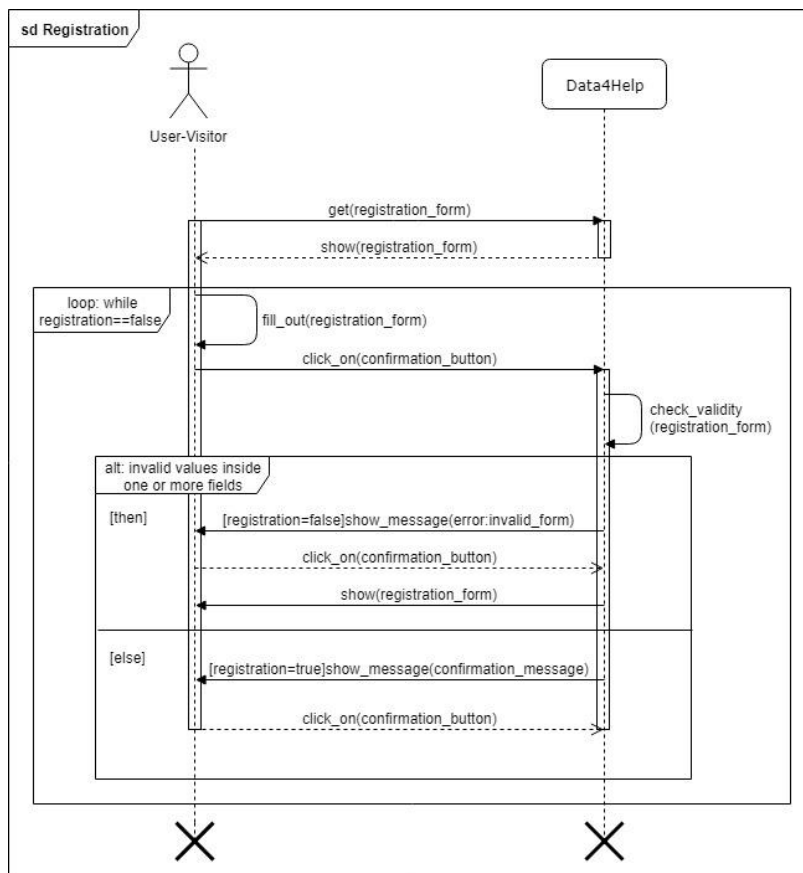 sd Registration
Data4Help
User-Visitor
get(registration_form)
show(registration_form)
loop: while
registration==false
fill_out(registration_form)
click_on(confirmation_button)
check_validity
(registration_form)
alt: invalid values inside
one or more fields
[then]
[registration=false]show_message(error:invalid_form)
click_on(confirmation_button)
show(registration_form)
[else]
[registration=true]show_message(confirmation_message)
click_on(confirmation_button)